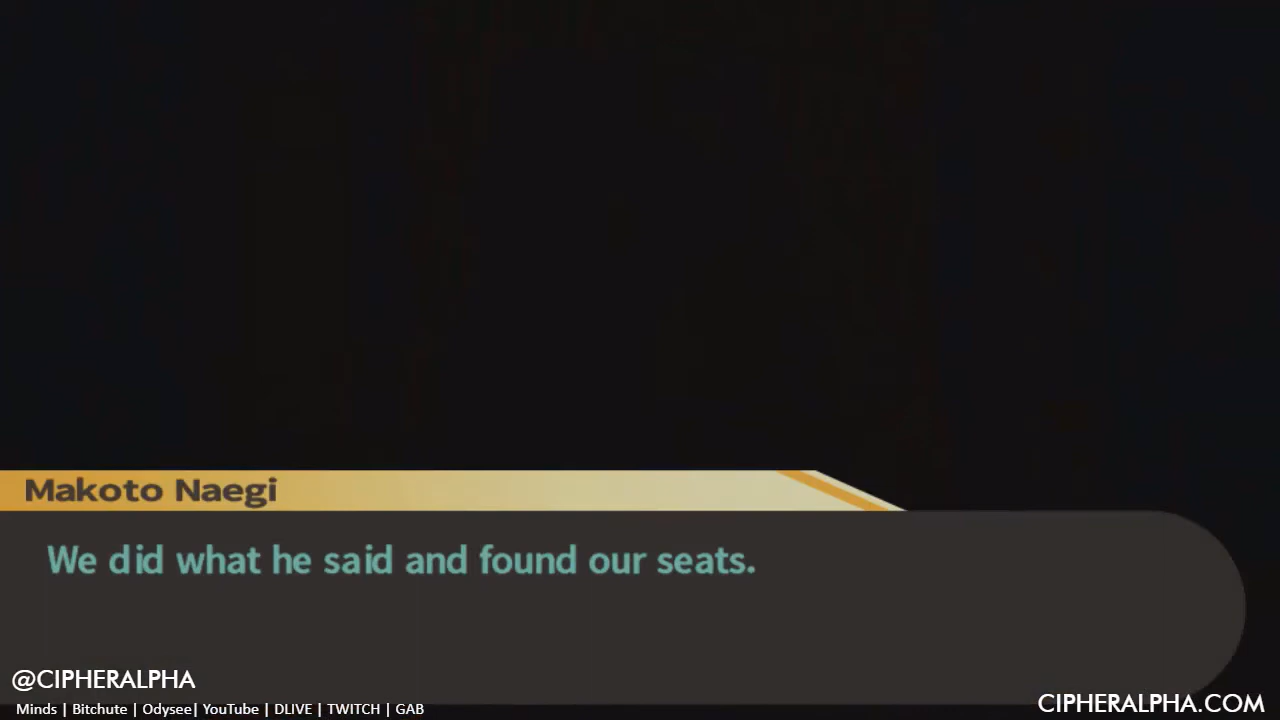 Makoto Naegi
We did what he said and found our seats.
@CIPHERALPHA
Minds | Bitchute | Odysee| YouTube | DLIVE | TWITCH | GAB
CIPHERALPHA.COM